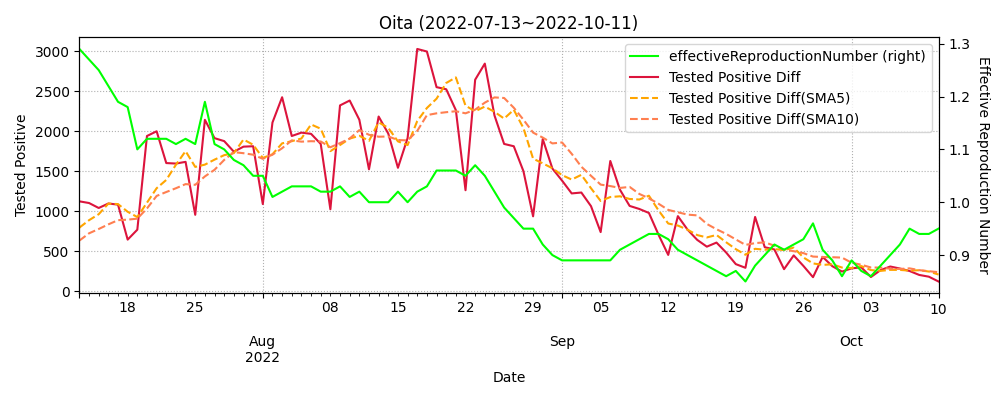 Oita (2022-07-13~2022-10-11)
Tested Positive
3000
2500
2000
1500
1000
500
0
1.3
1.2
1.1
1.0
0.9
Effective Reproduction Number
effectiveReproductionNumber (right)
Tested Positive Diff
Tested Positive Diff(SMA5)
Tested Positive Diff(SMA10)
18 25 08 15 22 29 05 12 19 26 03 10
Aug Sep Oct
2022
Date